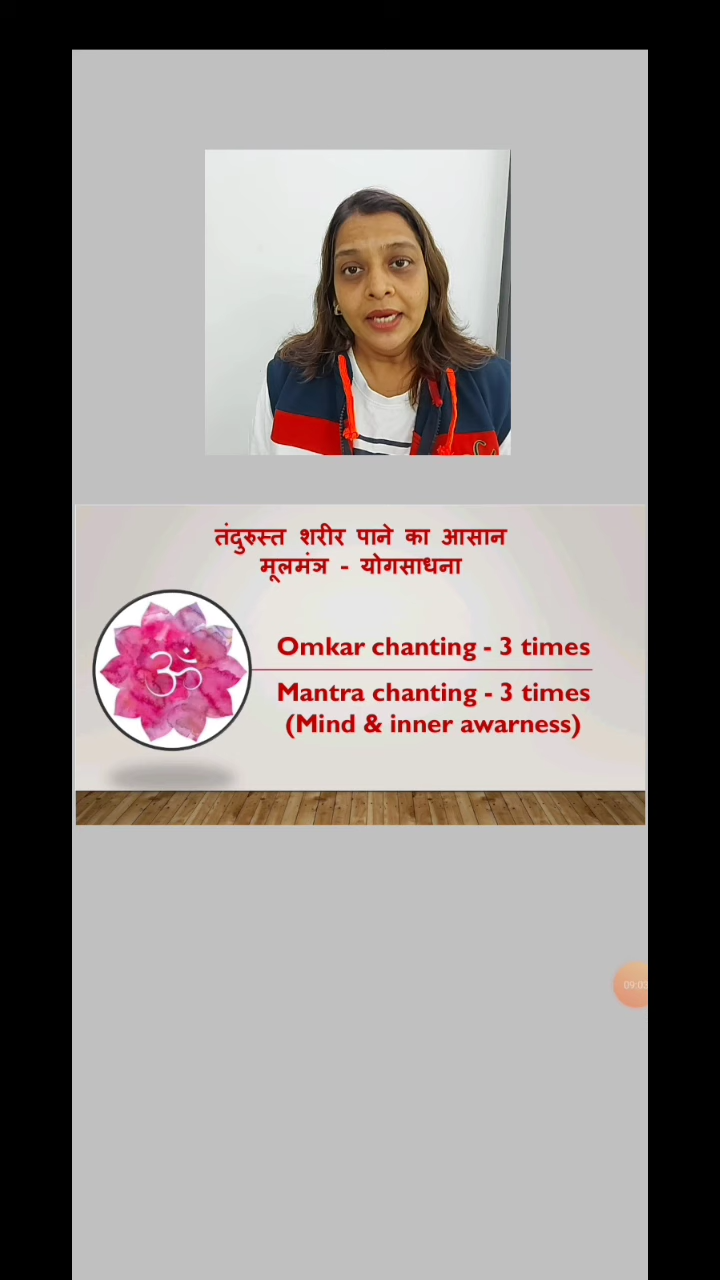 तंदुरुस्त शरीर पाने का आसान
मूलमंत्र - योगसाधना
ॐ
Omkar chanting - 3 times
Mantra chanting - 3 times
(Mind & inner awarness)